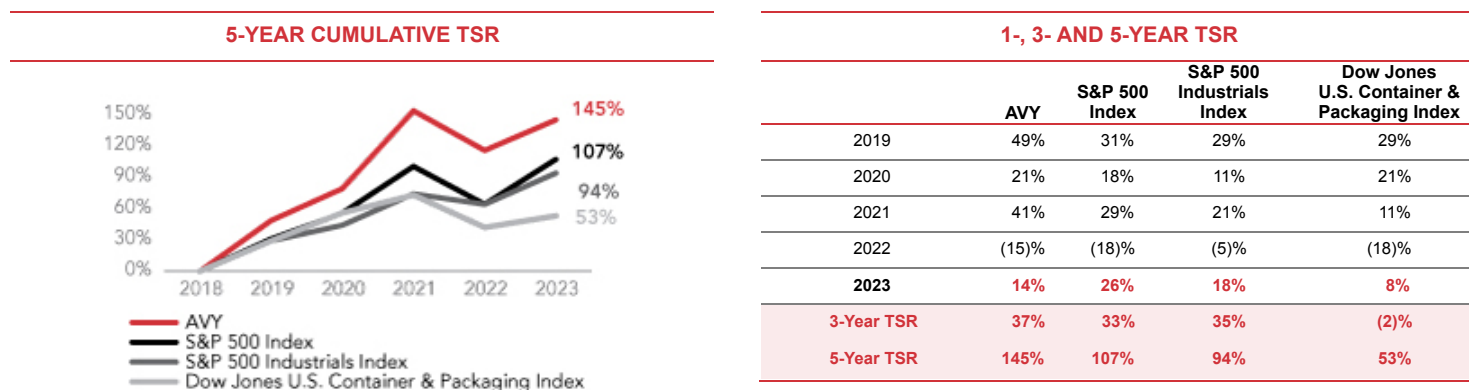 5-YEAR CUMULATIVE TSR
150%
120%
90%
60%
30%
0%
145%
107%
94%
53%
2018 2019 2020 2021 2022 2023
AVY
S&P 500 Index
S&P 500 Industrials Index
Dow Jones U.S. Container & Packaging Index
1-, 3- AND 5-YEAR TSR
AVY S&P 500 Index S&P 500 Industrials Index Dow Jones U.S. Container & Packaging Index
2019 49% 31% 29% 29%
2020 21% 18% 11% 21%
2021 41% 29% 21% 11%
2022 (15)% (18)% (5)% (18)%
2023 14% 26% 18% 8%
3-Year TSR 37% 33% 35% (2)%
5-Year TSR 145% 107% 94% 53%